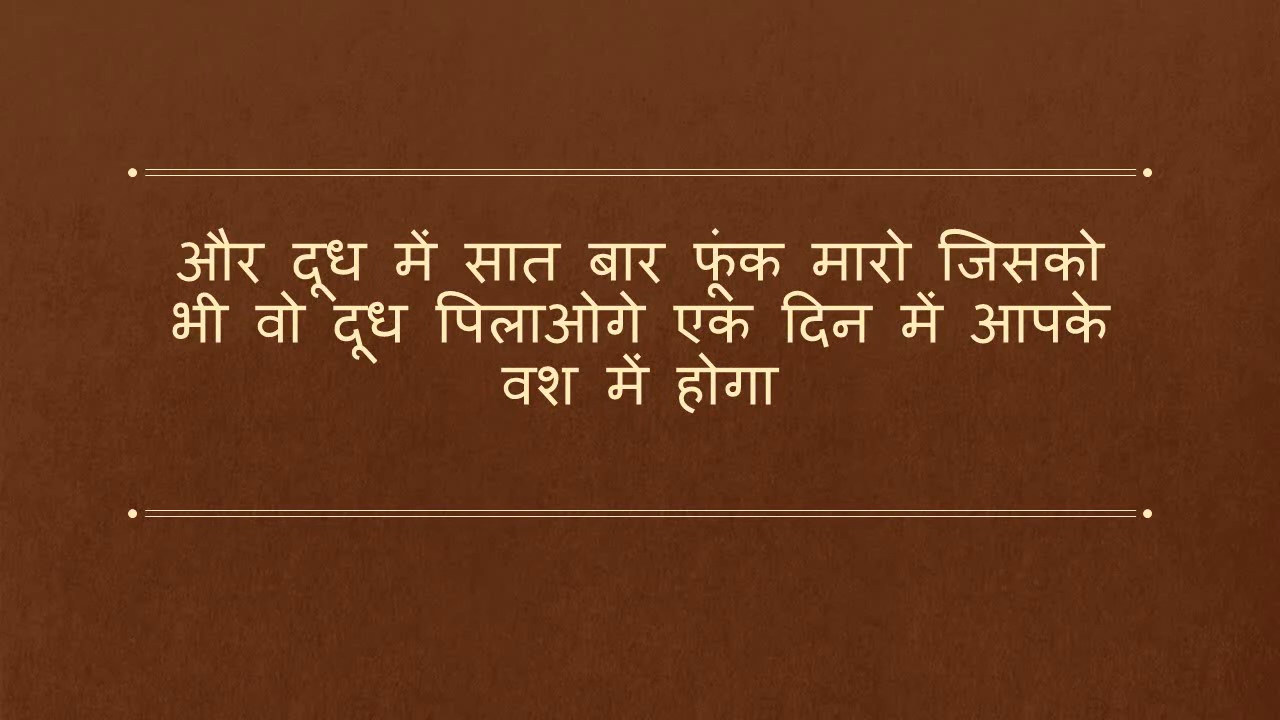 और दूध में सात बार फूंक मारो जिसको
भी वो दूध पिलाओगे एक दिन में आपके
वश में होगा